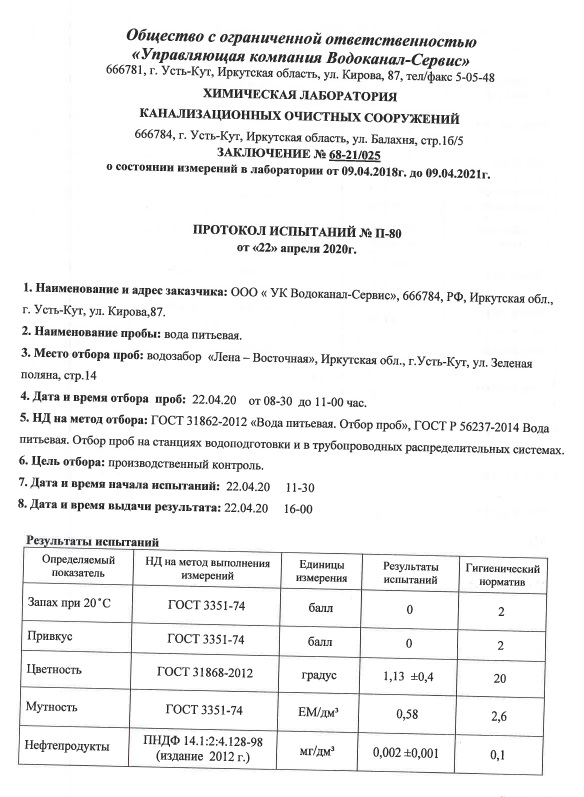 Общество с ограниченной ответственностью
«Управляющая компания Водоканал-Сервис»
666781, г. Усть-Кут, Иркутская область, ул. Кирова, 87, тел/факс 5-05-48
ХИМИЧЕСКАЯ ЛАБОРАТОРИЯ
КАНАЛИЗАЦИОННЫХ ОЧИСТНЫХ СООРУЖЕНИЙ
666784, г. Усть-Кут, Иркутская область, ул. Балахня, стр.1б/5
ЗАКЛЮЧЕНИЕ № 68-21/025
о состоянии измерений в лаборатории от 09.04.2018г. до 09.04.2021г.
ПРОТОКОЛ ИСПЫТАНИЙ № П-80
от «22» апреля 2020г.
1. Наименование и адрес заказчика: ООО « УК Водоканал-Сервис», 666784, РФ, Иркутская обл.,
г. Усть-Кут, ул. Кирова,87.
2. Наименование пробы: вода питьевая.
3. Место отбора проб: водозабор «Лена – Восточная», Иркутская обл., г.Усть-Кут, ул. Зеленая
поляна, стр.14
4. Дата и время отбора проб: 22.04.20 от 08-30 до 11-00 час.
5. НД на метод отбора: ГОСТ 31862-2012 «Вода питьевая. Отбор проб», ГОСТ Р 56237-2014 Вода
питьевая. Отбор проб на станциях водоподготовки и в трубопроводных распределительных системах.
6. Цель отбора: производственный контроль.
7. Дата и время начала испытаний: 22.04.20 11-30
8. Дата и время выдачи результата: 22.04.20 16-00
Результаты испытаний
Определяемый показатель НД на метод выполнения измерений Единицы измерения Результаты испытаний Гигиенический норматив
Запах при 20˚С ГОСТ 3351-74 балл 0 2
Привкус ГОСТ 3351-74 балл 0 2
Цветность ГОСТ 31868-2012 градус 1,13 ±0,4 20
Мутность ГОСТ 3351-74 ЕМ/дм³ 0,58 2,6
Нефтепродукты ПНДФ 14.1:2:4.128-98 (издание 2012 г.) мг/дм³ 0,002 ±0,001 0,1